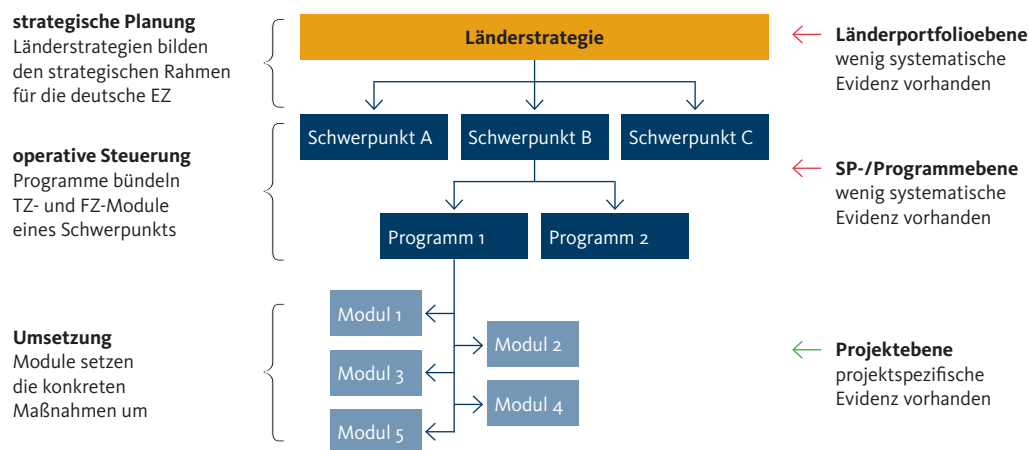 strategische Planung
Länderstrategien bilden
den strategischen Rahmen
für die deutsche EZ
Länderstrategie
Länderportfolioebene
wenig systematische
Evidenz vorhanden
Schwerpunkt A
Schwerpunkt B
Schwerpunkt C
operative Steuerung
Programme bündeln
TZ- und FZ-Module
eines Schwerpunkts
SP-/Programmebene
wenig systematische
Evidenz vorhanden
Programm 1
Programm 2
Umsetzung
Module setzen
die konkreten
Maßnahmen um
Modul 1
Modul 2
Modul 3
Modul 4
Modul 5
Projektebene
projektspezifische
Evidenz vorhanden